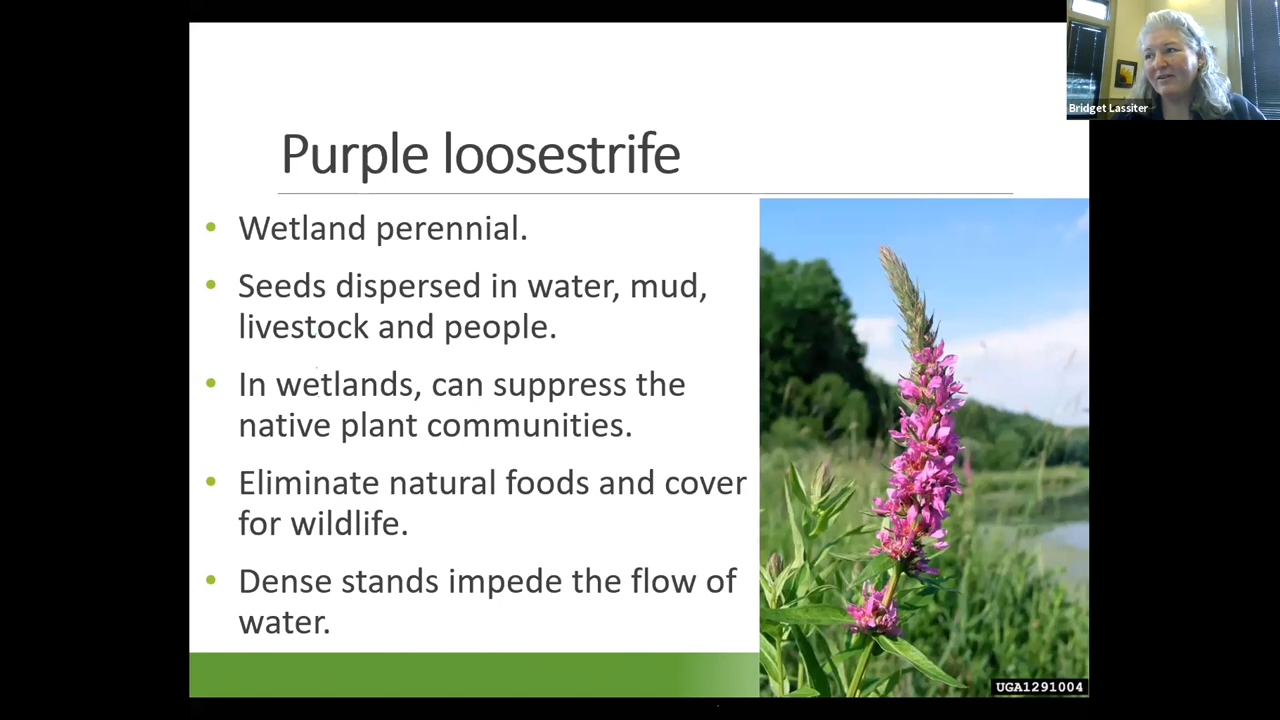 Bridget Lassiter
Purple loosestrife
• Wetland perennial.
• Seeds dispersed in water, mud,
livestock and people.
• In wetlands, can suppress the
native plant communities.
• Eliminate natural foods and cover
for wildlife.
• Dense stands impede the flow of
water.
UGA1291004